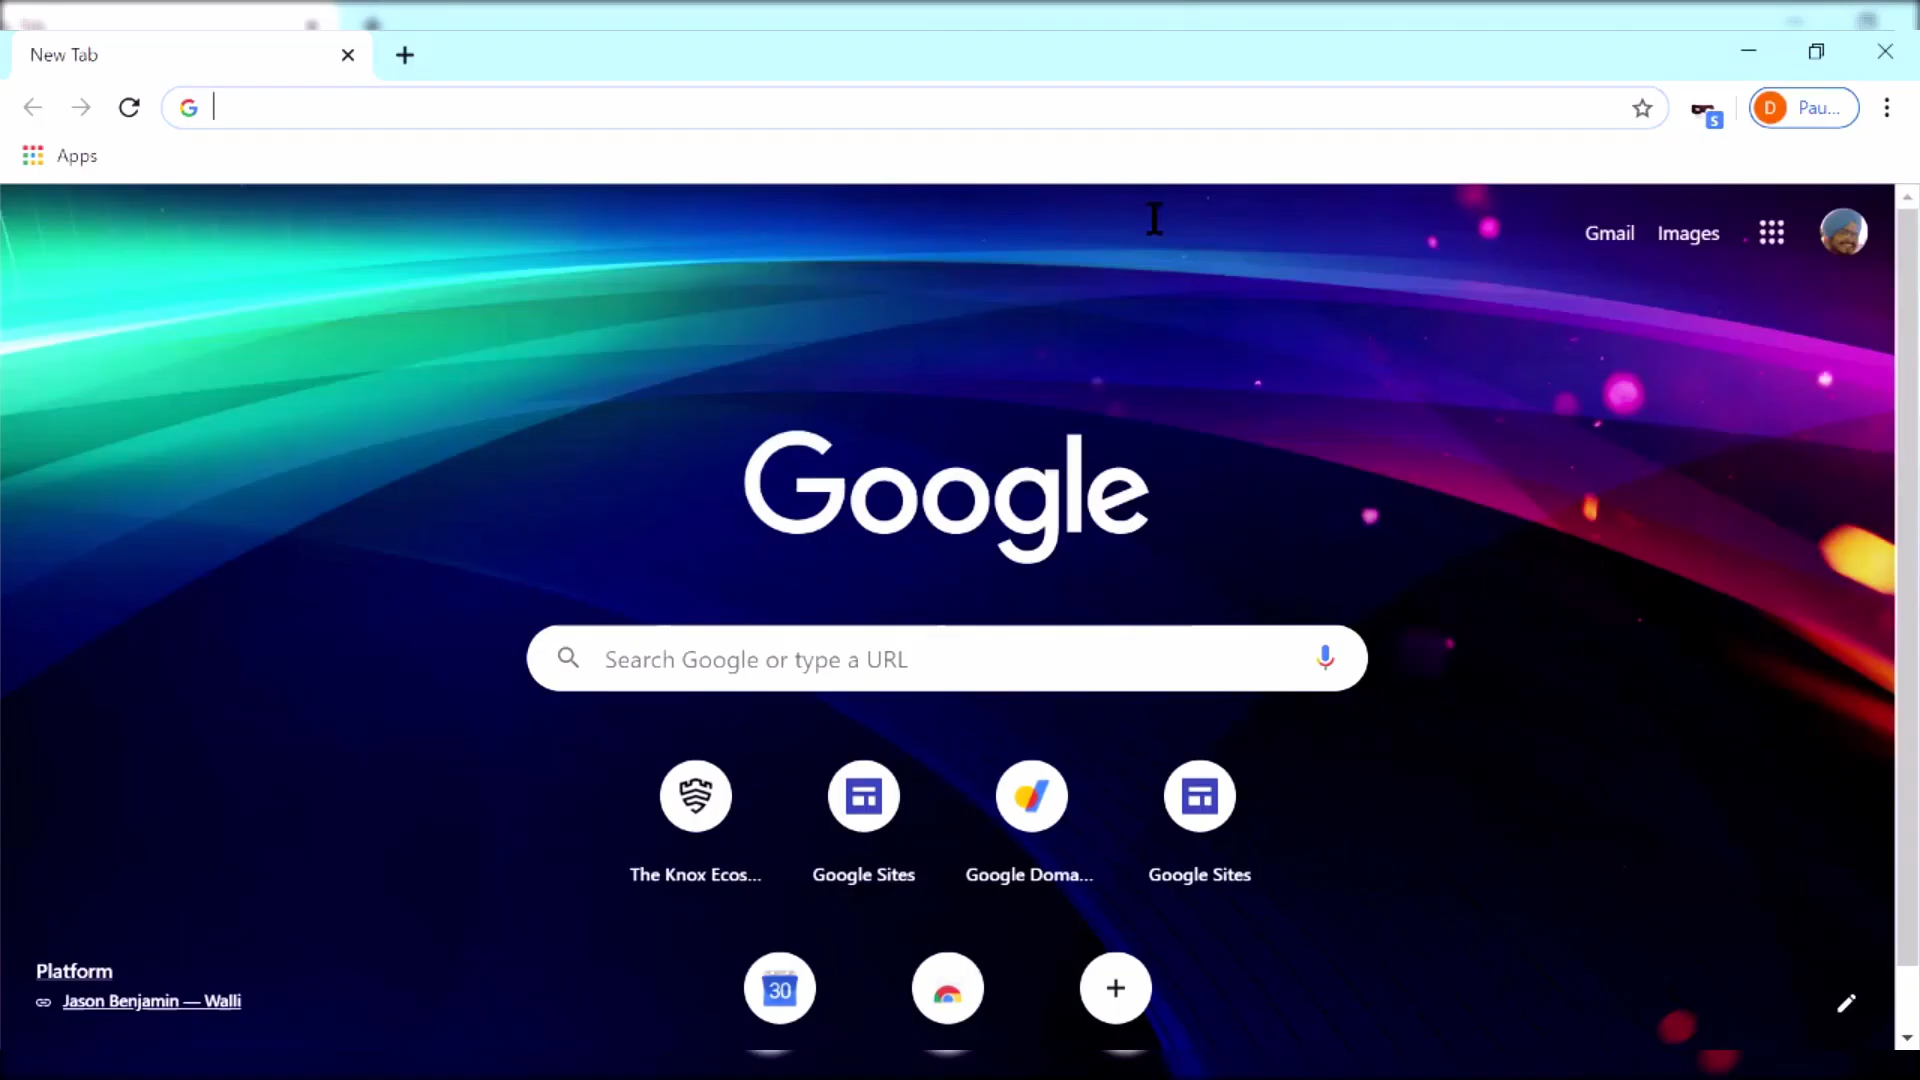 New Tab
D Pau...
Apps
Gmail Images
Google
Search Google or type a URL
The Knox Ecos... Google Sites Google Doma... Google Sites
Platform
30
Jason Benjamin — Walli
S